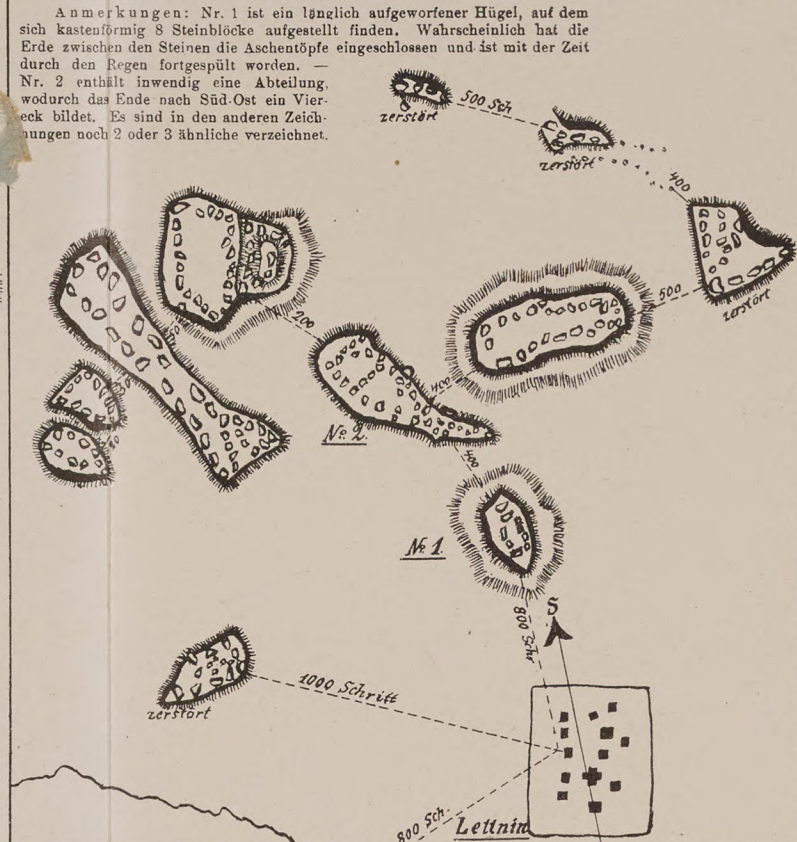 Anmerkungen: Nr. 1 ist ein länglich aufgeworfener Hügel, auf dem
sich kastenförmig 8 Steinblöcke aufgestellt finden. Wahrscheinlich hat die
Erde zwischen den Steinen die Aschentöpfe eingeschlossen und ist mit der Zeit
durch den Regen fortgespült worden. —
Nr. 2 enthält inwendig eine Abteilung,
wodurch das Ende nach Süd-Ost ein Vier-
eck bildet. Es sind in den anderen Zeich-
nungen noch 2 oder 3 ähnliche verzeichnet.
500 Sch
zerstört
zerstört
400
500
zerstört
200
400
No. 2.
400
No. 1.
800 Schr
S
1000 Schritt
zerstört
800 Sch.
Lettnin